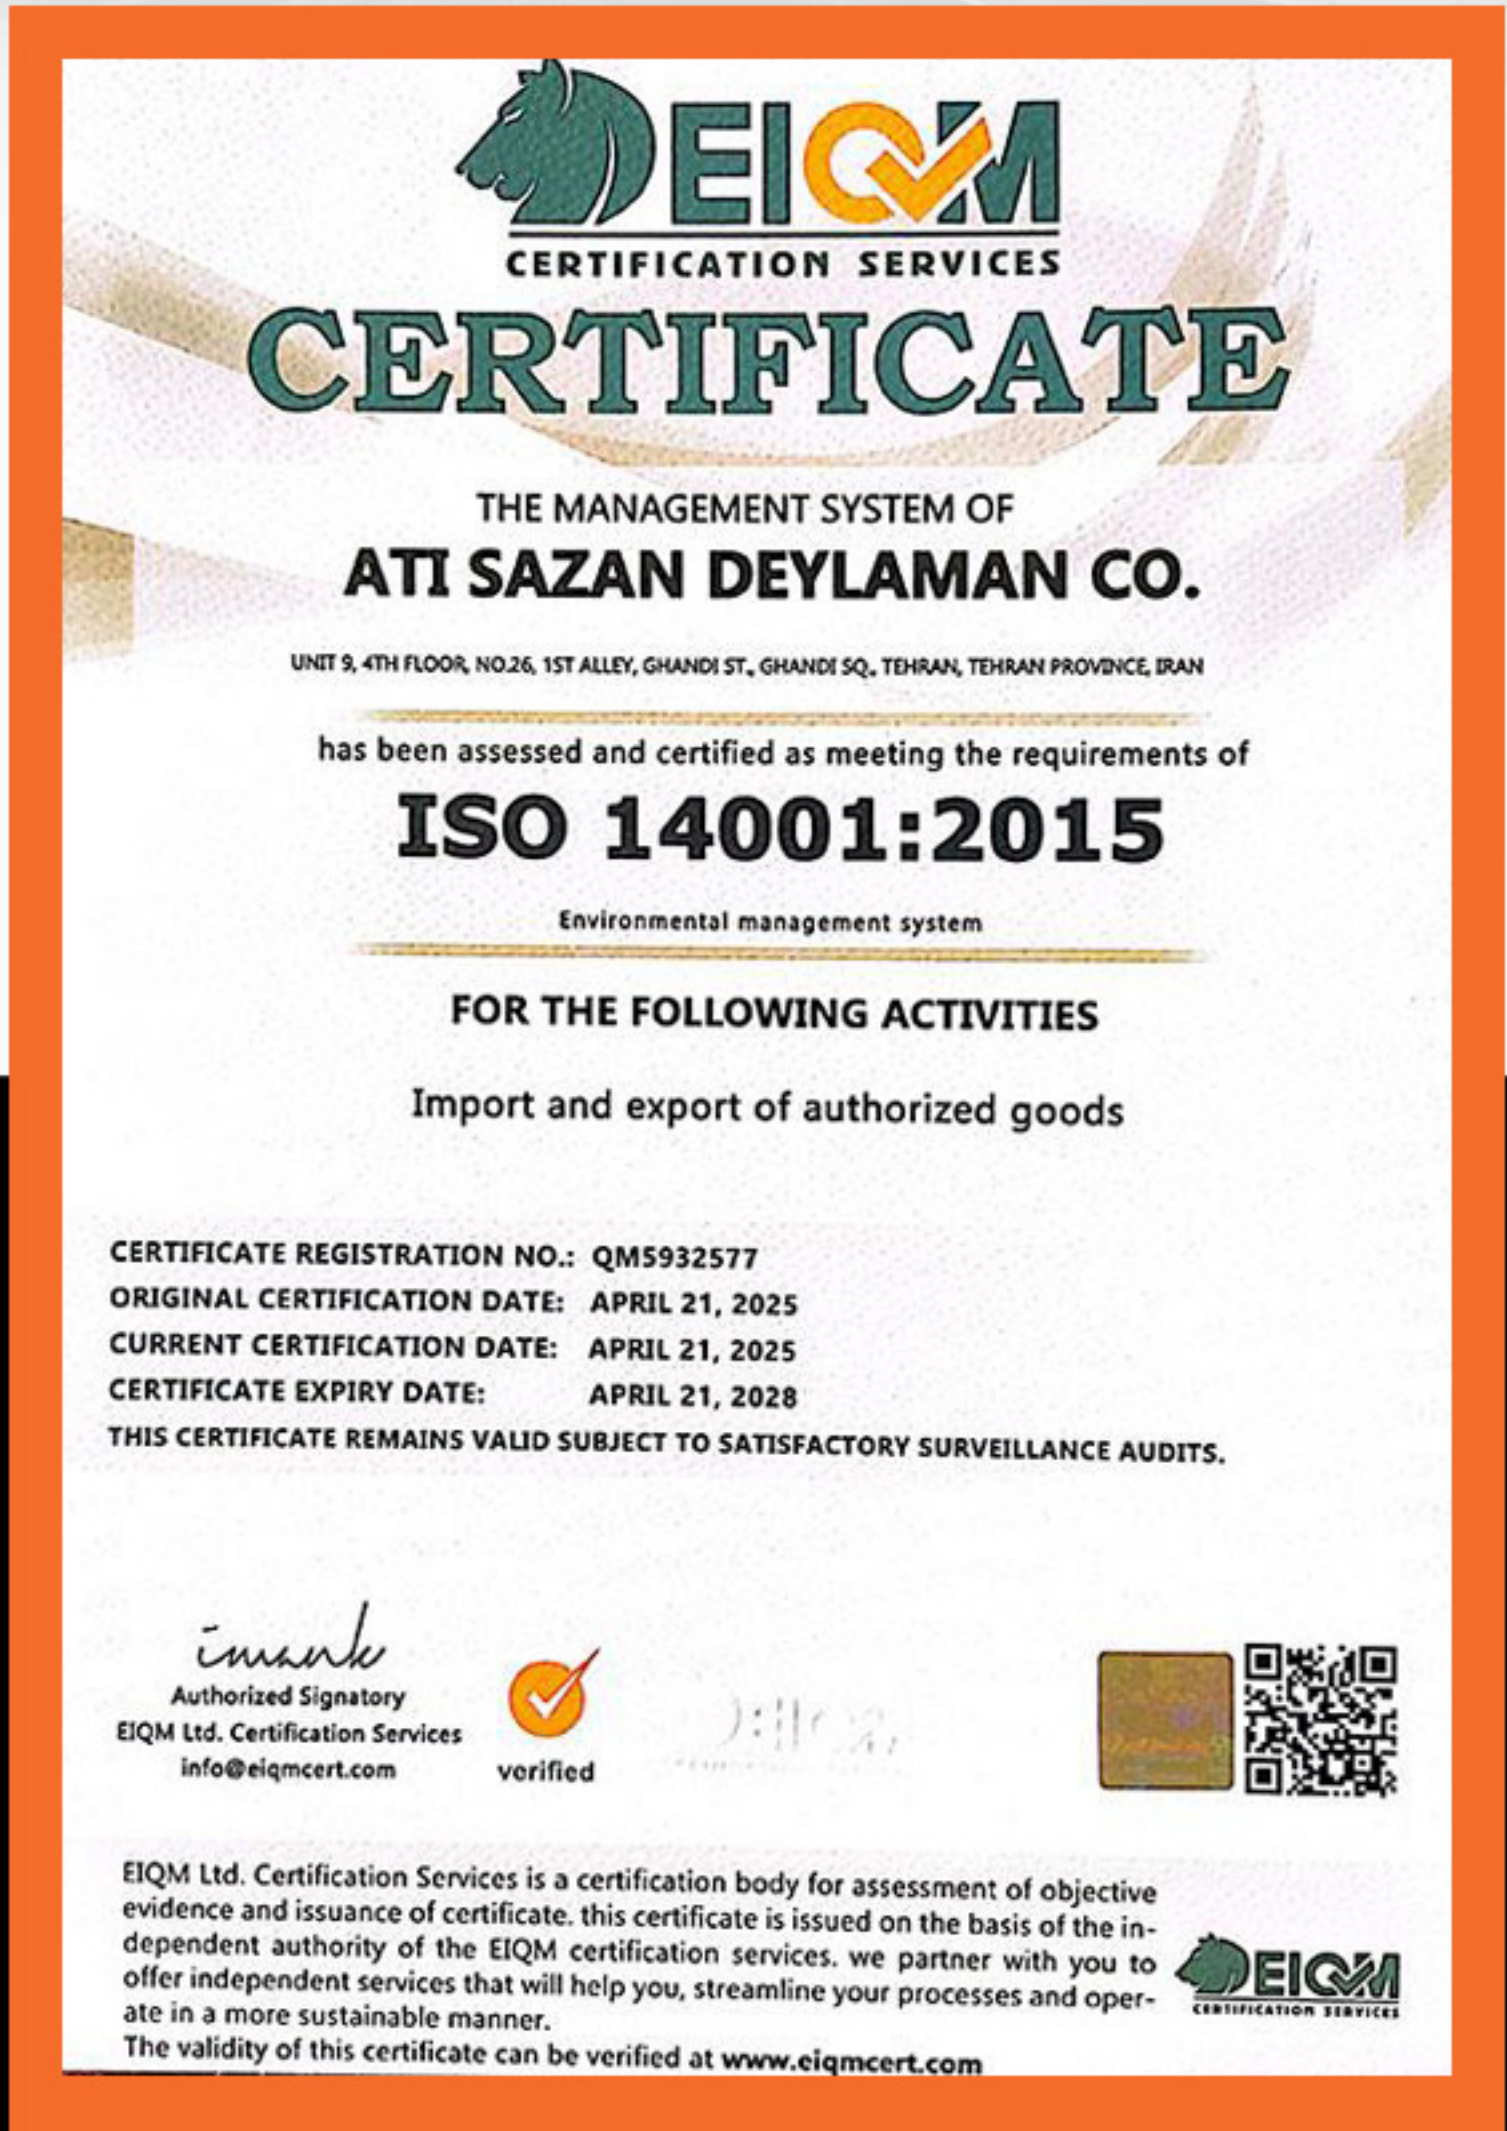 EIQM
CERTIFICATION SERVICES
CERTIFICATE
THE MANAGEMENT SYSTEM OF
ATI SAZAN DEYLAMAN CO.
UNIT 9, 4TH FLOOR, NO.26, 1ST ALLEY, GHANDI ST., GHANDI SQ., TEHRAN, TEHRAN PROVINCE, IRAN
has been assessed and certified as meeting the requirements of
ISO 14001:2015
Environmental management system
FOR THE FOLLOWING ACTIVITIES
Import and export of authorized goods
CERTIFICATE REGISTRATION NO.: QM5932577
ORIGINAL CERTIFICATION DATE: APRIL 21, 2025
CURRENT CERTIFICATION DATE: APRIL 21, 2025
CERTIFICATE EXPIRY DATE: APRIL 21, 2028
THIS CERTIFICATE REMAINS VALID SUBJECT TO SATISFACTORY SURVEILLANCE AUDITS.
Authorized Signatory
EIQM Ltd. Certification Services
info@eiqmcert.com
verified
EIQM Ltd. Certification Services is a certification body for assessment of objective
evidence and issuance of certificate. this certificate is issued on the basis of the in-
dependent authority of the EIQM certification services. we partner with you to
offer independent services that will help you, streamline your processes and oper-
ate in a more sustainable manner.
The validity of this certificate can be verified at www.eiqmcert.com
EIQM
CERTIFICATION SERVICES